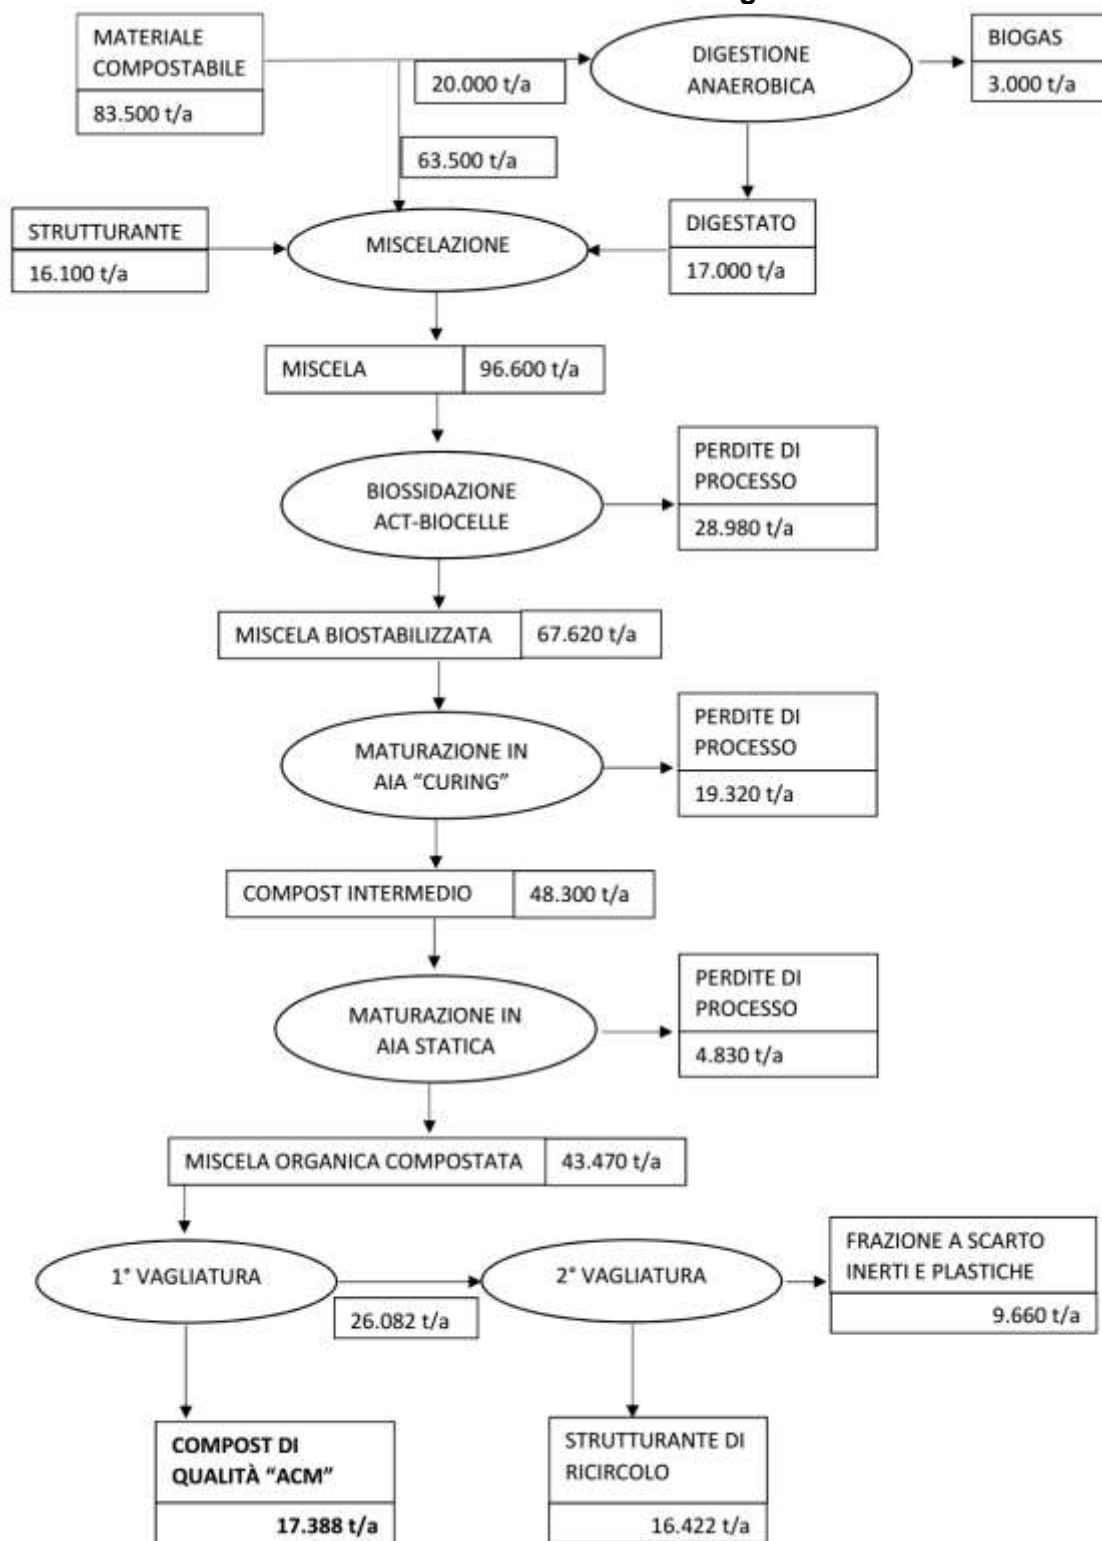 MATERIALE
COMPOSTABILE
83.500 t/a
20.000 t/a
DIGESTIONE
ANAEROBICA
BIOGAS
3.000 t/a
63.500 t/a
STRUTTURANTE
16.100 t/a
MISCELAZIONE
DIGESTATO
17.000 t/a
MISCELA
96.600 t/a
BIOSSIDAZIONE
ACT-BIOCELLE
PERDITE DI
PROCESSO
28.980 t/a
MISCELA BIOSTABILIZZATA
67.620 t/a
MATURAZIONE IN
AIA “CURING”
PERDITE DI
PROCESSO
19.320 t/a
COMPOST INTERMEDIO
48.300 t/a
MATURAZIONE IN
AIA STATICA
PERDITE DI
PROCESSO
4.830 t/a
MISCELA ORGANICA COMPOSTATA
43.470 t/a
1° VAGLIATURA
26.082 t/a
2° VAGLIATURA
FRAZIONE A SCARTO
INERTI E PLASTICHE
9.660 t/a
COMPOST DI
QUALITÀ “ACM”
17.388 t/a
STRUTTURANTE DI
RICIRCOLO
16.422 t/a